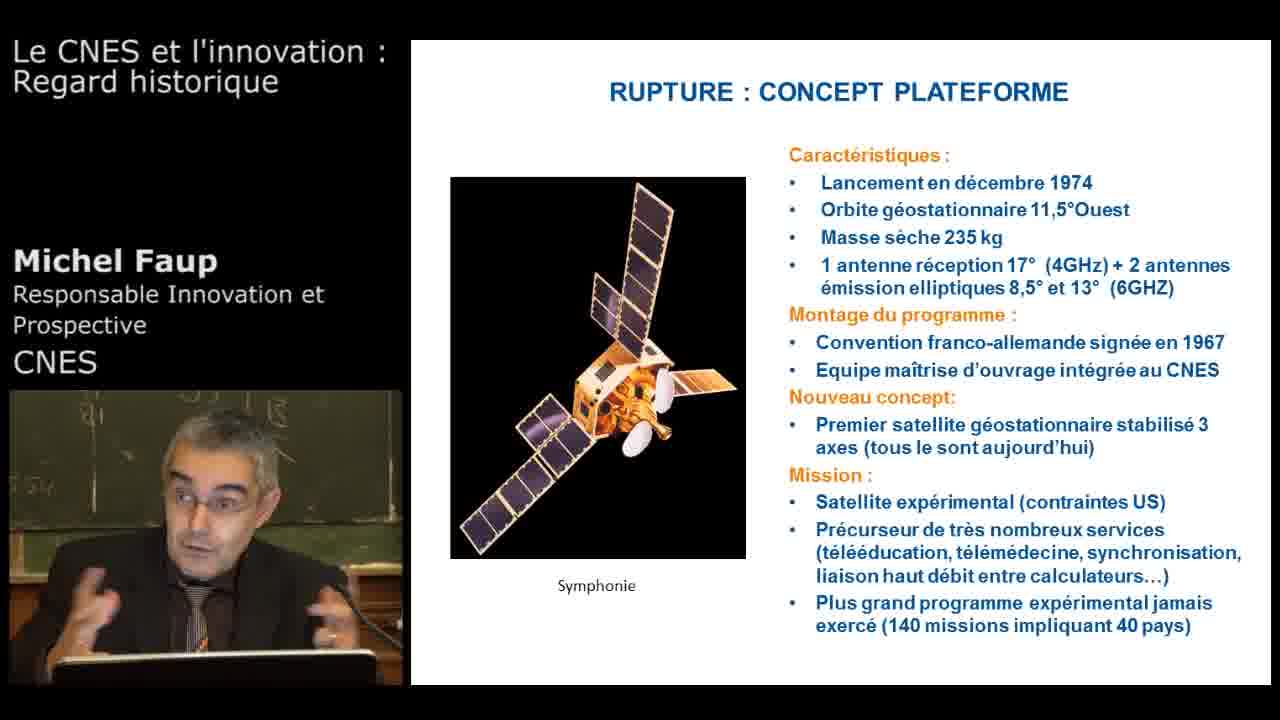 Le CNES et l'innovation :
Regard historique
Michel Faup
Responsable Innovation et
Prospective
CNES
RUPTURE : CONCEPT PLATEFORME
Symphonie
Caractéristiques :
• Lancement en décembre 1974
• Orbite géostationnaire 11,5°Ouest
• Masse sèche 235 kg
• 1 antenne réception 17° (4GHz) + 2 antennes
émission elliptiques 8,5° et 13° (6GHZ)
Montage du programme :
• Convention franco-allemande signée en 1967
• Equipe maîtrise d'ouvrage intégrée au CNES
Nouveau concept:
• Premier satellite géostationnaire stabilisé 3
axes (tous le sont aujourd'hui)
Mission :
• Satellite expérimental (contraintes US)
• Précurseur de très nombreux services
(télééducation, télémédecine, synchronisation,
liaison haut débit entre calculateurs…)
• Plus grand programme expérimental jamais
exercé (140 missions impliquant 40 pays)